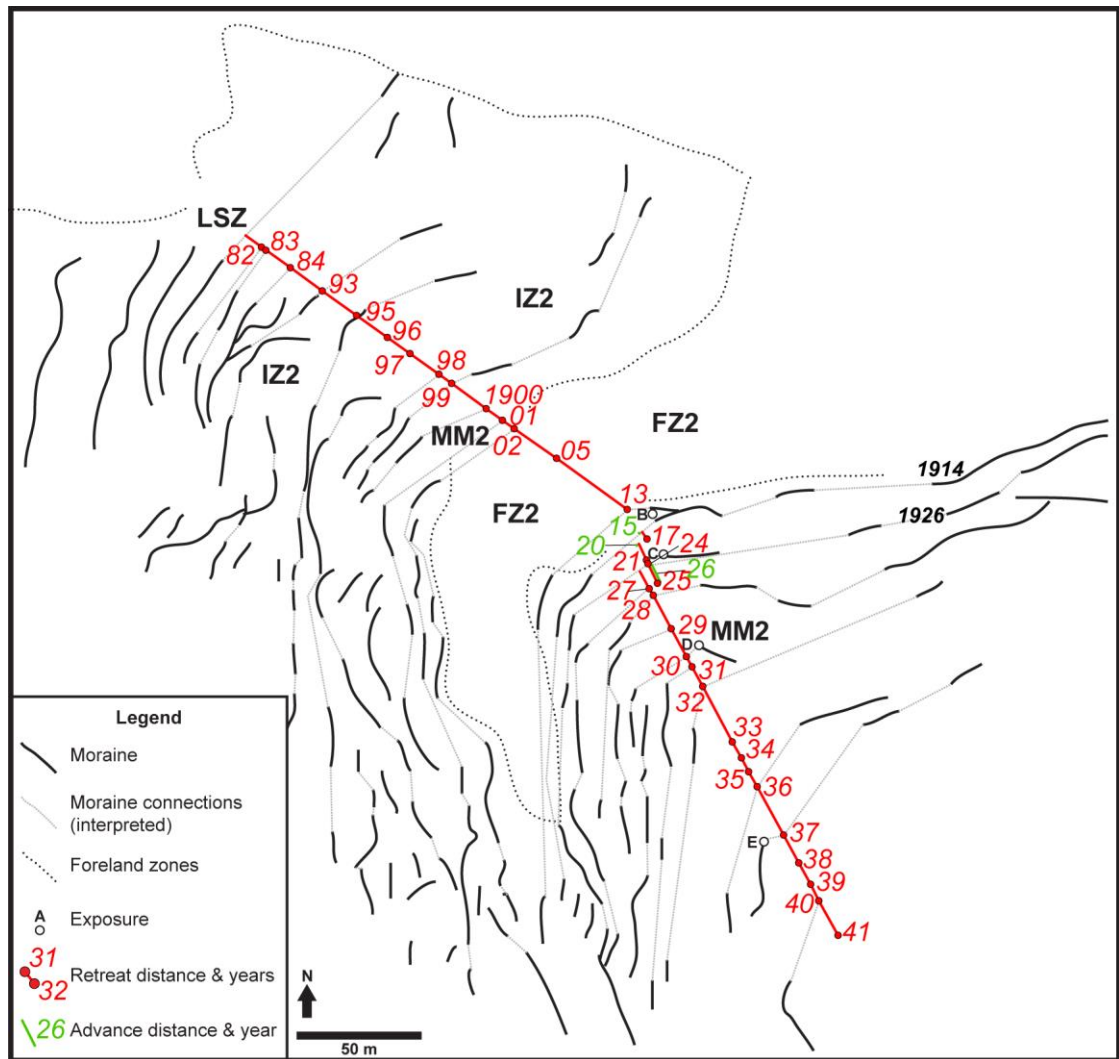 LSZ
82
83
84
93
95
IZ2
IZ2
96
97
98
99
1900
01
02
MM2
05
FZ2
FZ2
13
1914
1926
B
15
17
20
C
24
21
26
25
27
28
29
MM2
D
30
31
32
33
34
35
36
37
E
38
39
40
41
Legend
Moraine
Moraine connections
(interpreted)
Foreland zones
A
Exposure
31
32
Retreat distance & years
26
Advance distance & year
N
50 m